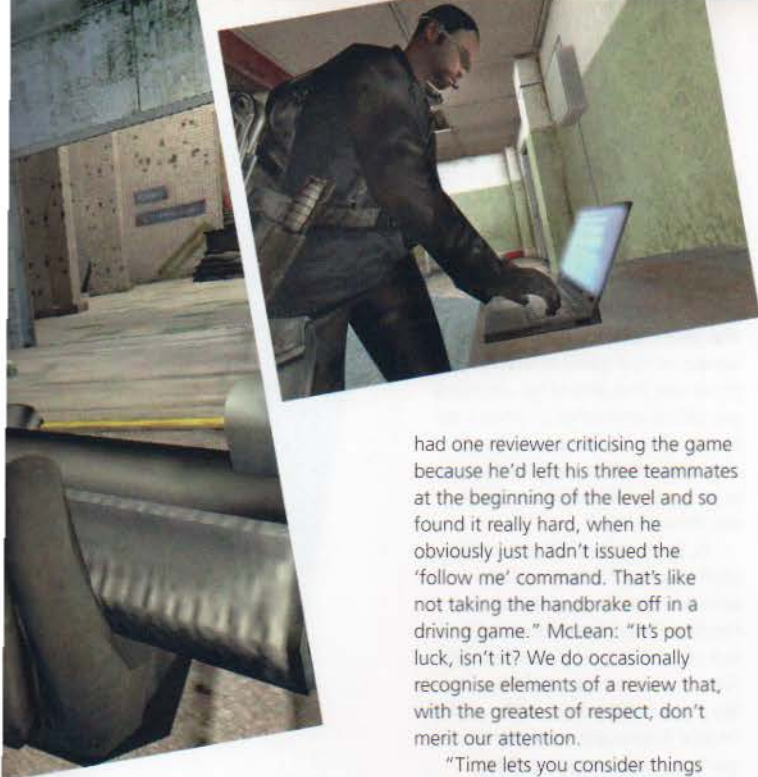 had one reviewer criticising the game
because he'd left his three teammates
at the beginning of the level and so
found it really hard, when he
obviously just hadn't issued the
'follow me' command. That's like
not taking the handbrake off in a
driving game." McLean: "It's pot
luck, isn't it? We do occasionally
recognise elements of a review that,
with the greatest of respect, don't
merit our attention.
"Time lets you consider things